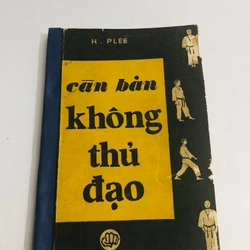 H. PLEE
căn bản
không
thủ
đạo